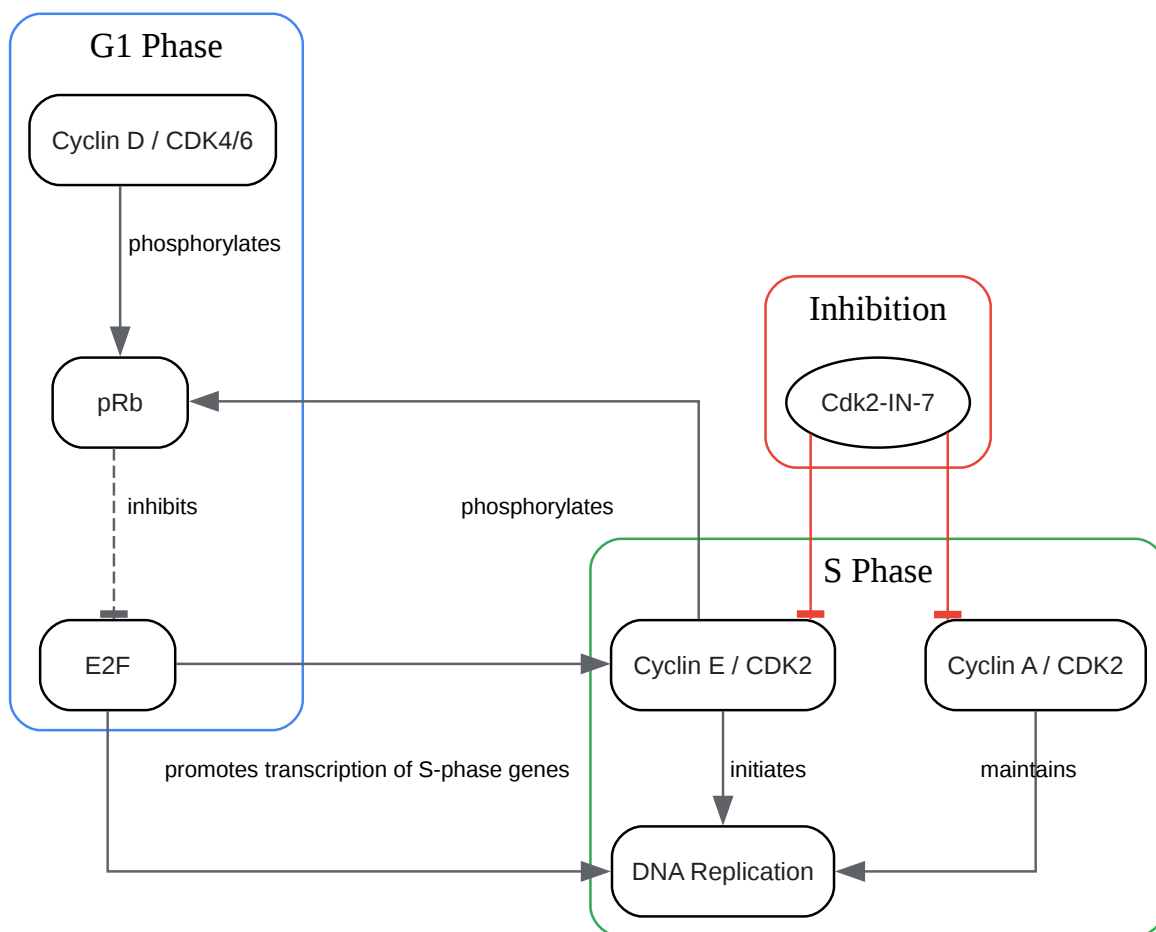 G1 Phase
Cyclin D / CDK4/6
phosphorylates
Inhibition
pRb
Cdk2-IN-7
inhibits
phosphorylates
S Phase
E2F
Cyclin E / CDK2
Cyclin A / CDK2
promotes transcription of S-phase genes
initiates
maintains
DNA Replication